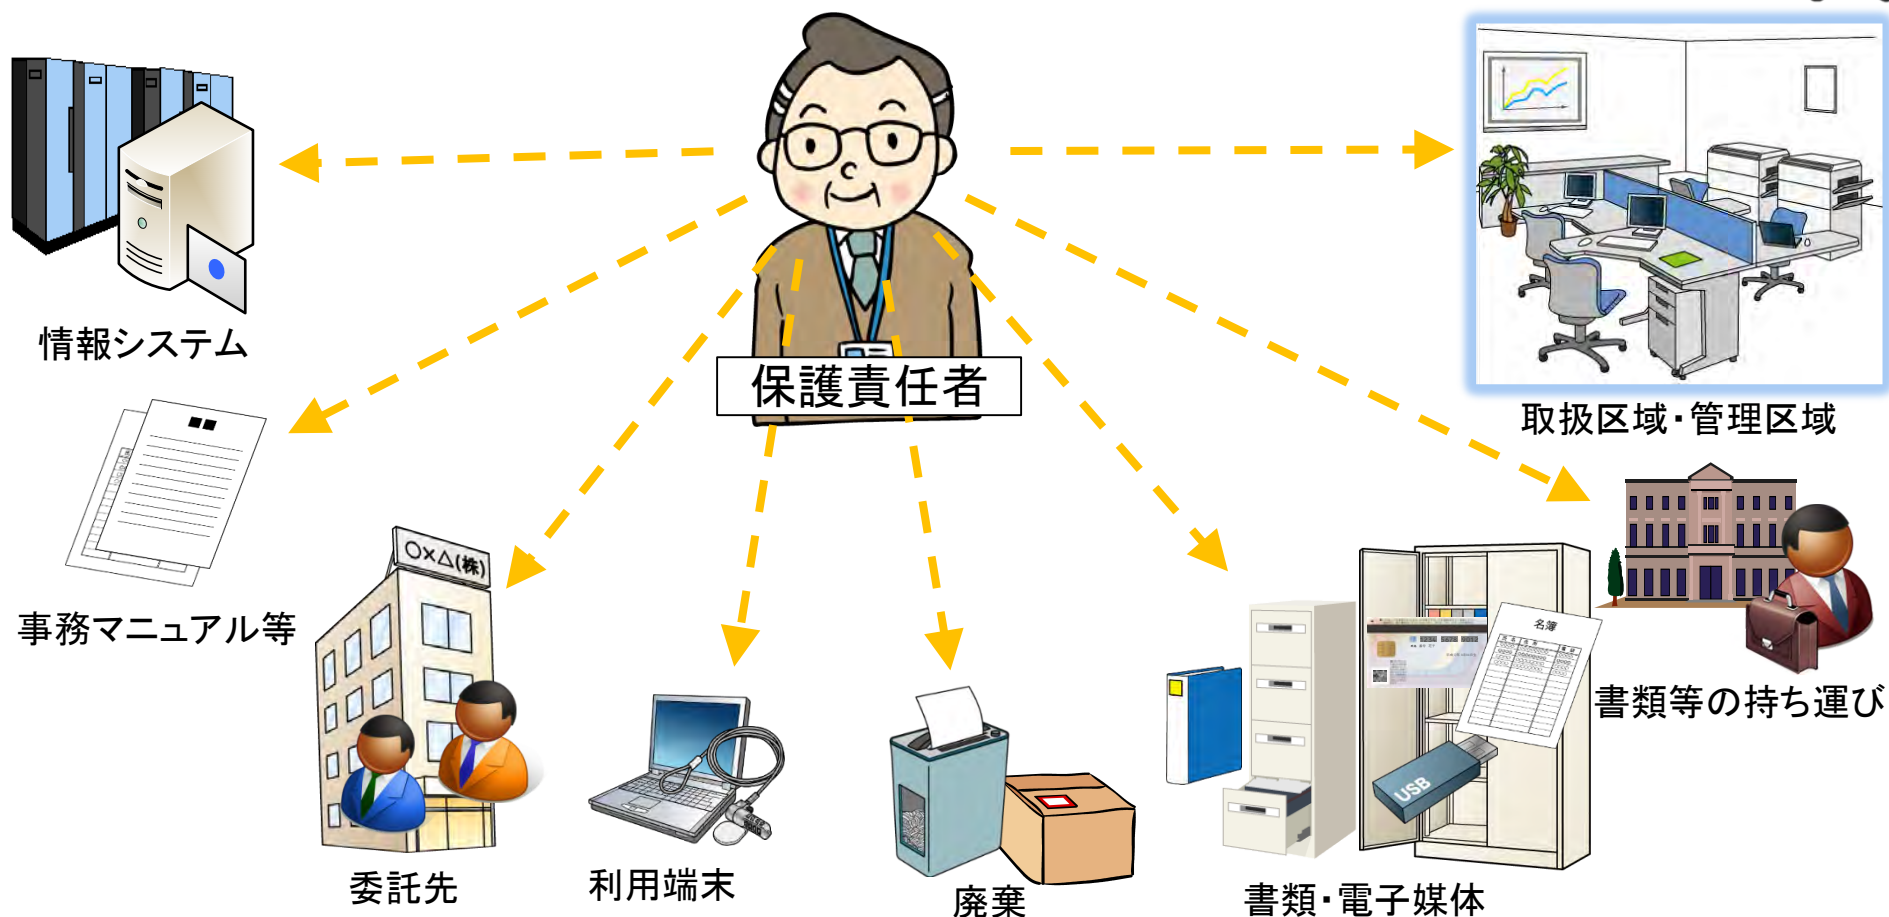 保護責任者
情報システム
取扱区域・管理区域
事務マニュアル等
○×△(株)
名簿
USB
書類等の持ち運び
委託先
利用端末
廃棄
書類・電子媒体